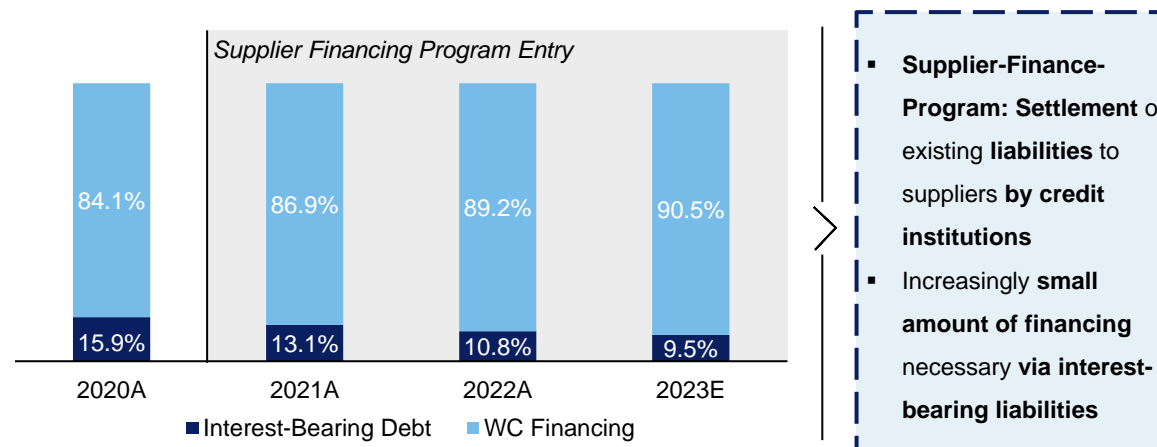 Supplier Financing Program Entry
84.1%
86.9%
89.2%
90.5%
15.9%
13.1%
10.8%
9.5%
2020A
2021A
2022A
2023E
Interest-Bearing Debt
WC Financing
▪ Supplier-Finance-
Program: Settlement
existing liabilities to
suppliers by credit
institutions
▪ Increasingly small
amount of financing
necessary via interest-
bearing liabilities